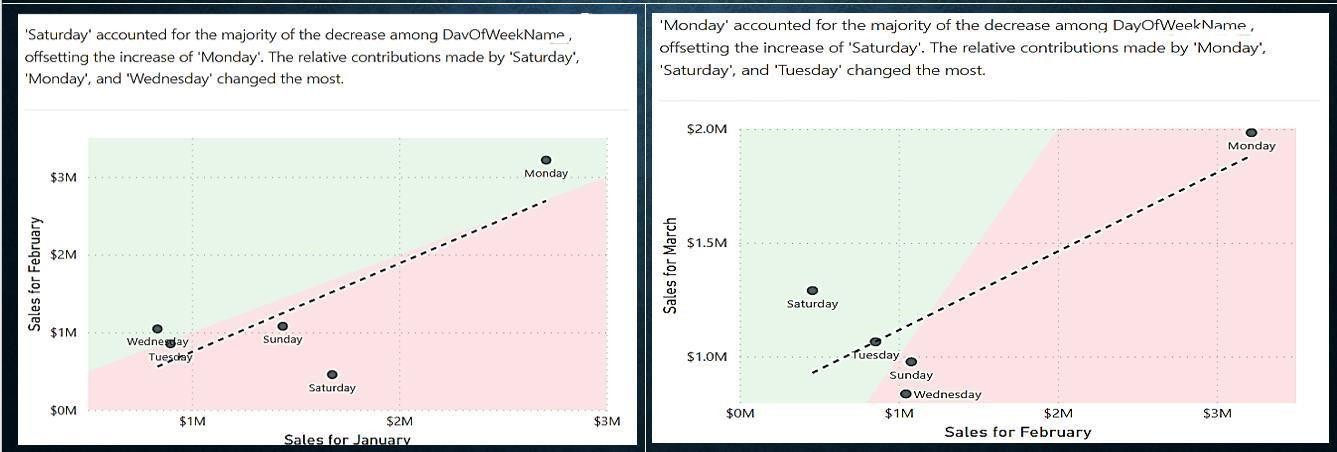 'Saturday' accounted for the majority of the decrease among DavOfWeekName,
offsetting the increase of 'Monday'. The relative contributions made by 'Saturday',
'Monday', and 'Wednesday' changed the most.
Sales for February
$3M
$2M
$1M
$0M
Monday
Wednesday
Tuesday
Sunday
Saturday
$1M
$2M
$3M
Sales for January
'Monday' accounted for the majority of the decrease among DayOfWeekName,
offsetting the increase of 'Saturday'. The relative contributions made by 'Monday',
'Saturday', and 'Tuesday' changed the most.
Sales for March
$2.0M
$1.5M
$1.0M
Monday
Saturday
Tuesday
Sunday
Wednesday
$0M
$1M
$2M
$3M
Sales for February